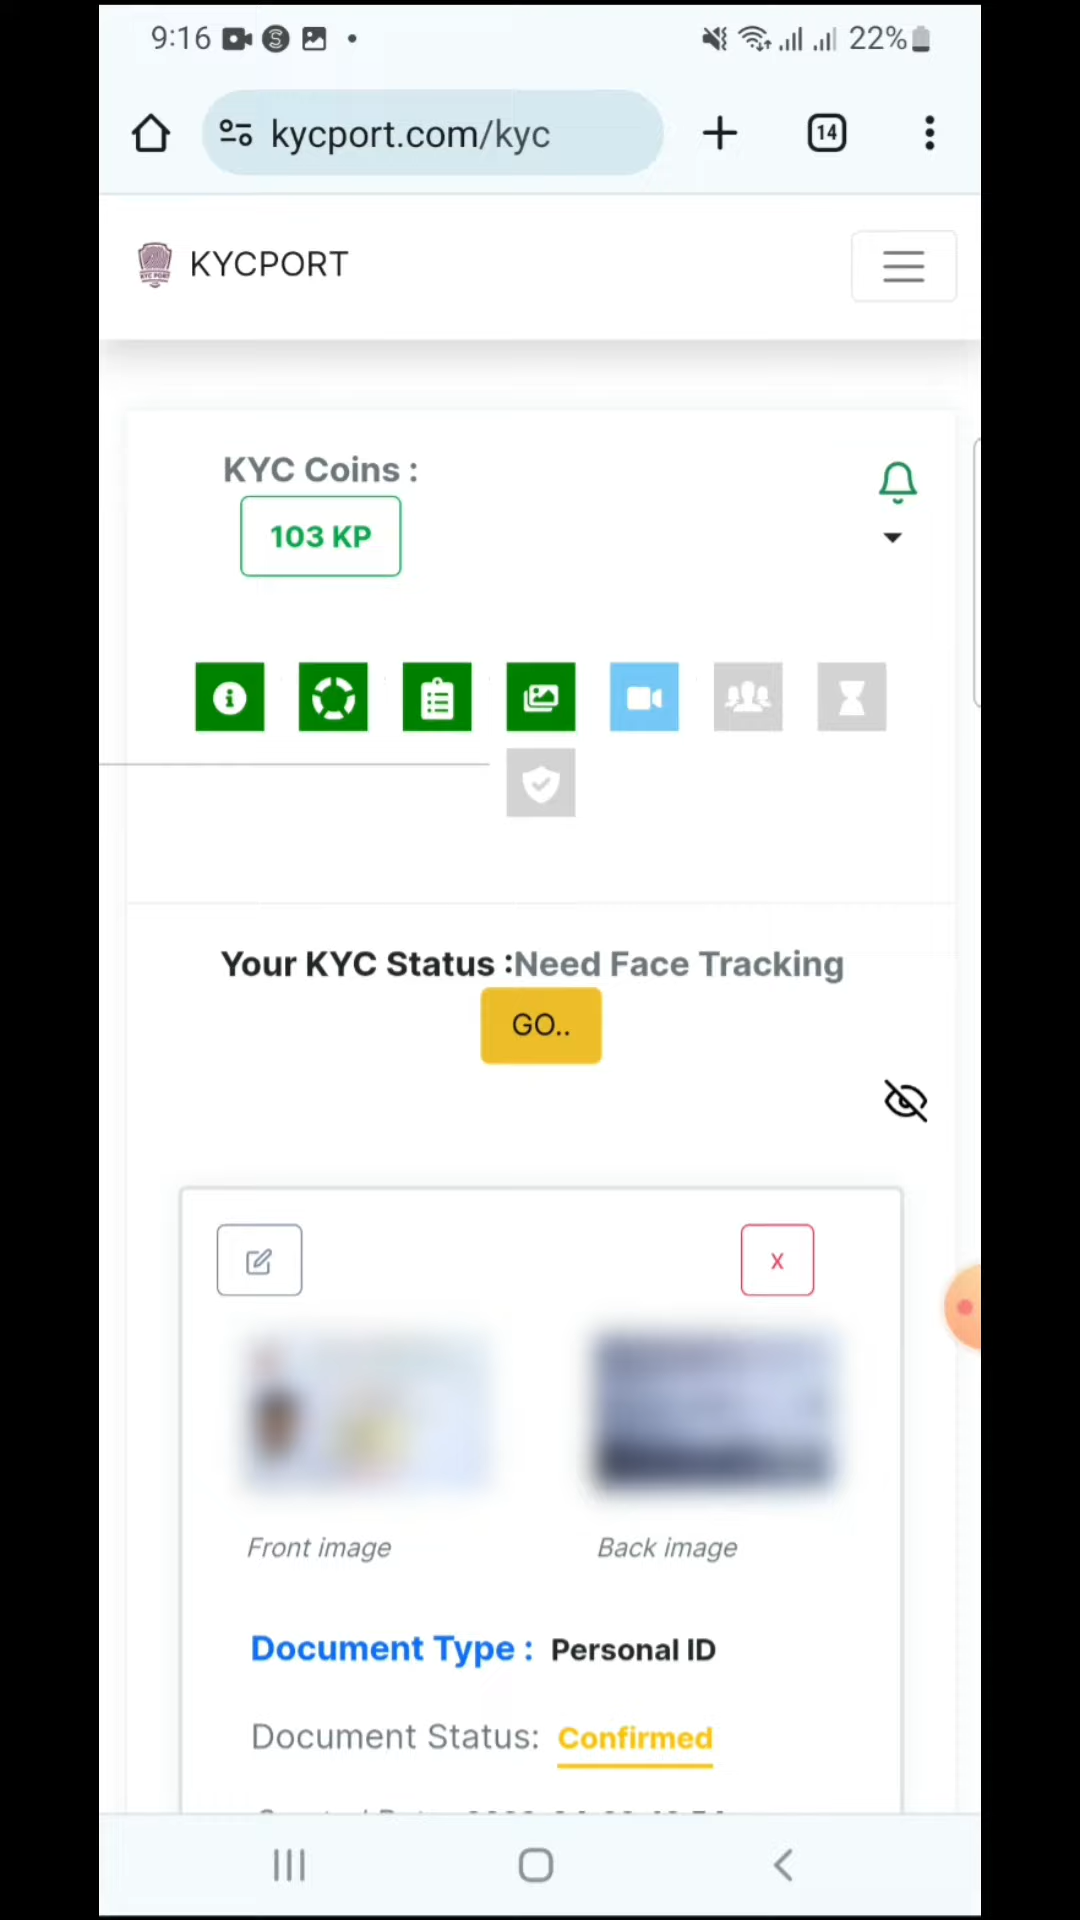 9:16
22%
kycport.com/kyc
14
KYCPORT
KYC Coins :
103 KP
Your KYC Status :Need Face Tracking
GO..
X
Front image
Back image
Document Type : Personal ID
Document Status: Confirmed